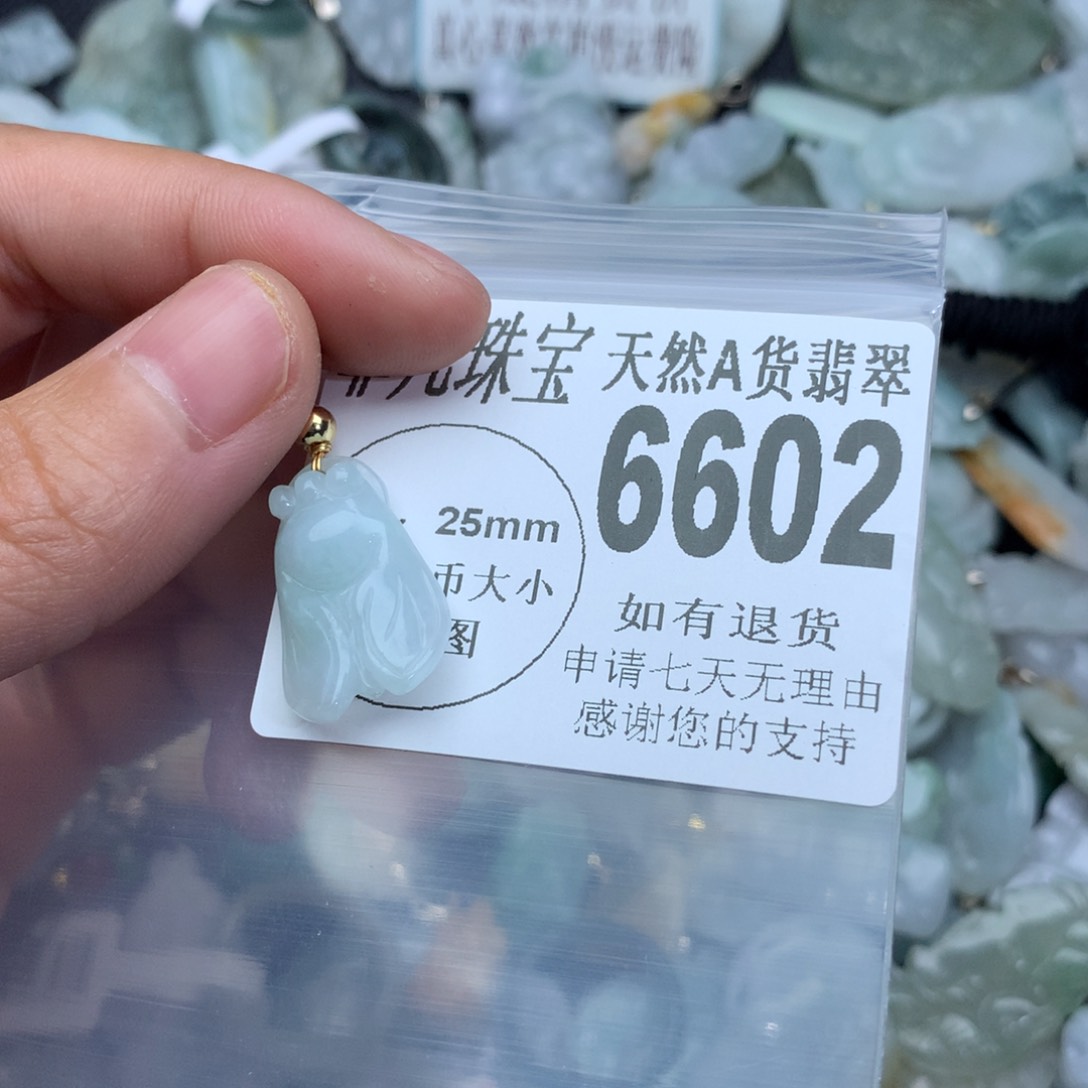 珠宝 天然A货翡翠
6602
25mm
币大小
图
如有退货
申请七天无理由
感谢您的支持